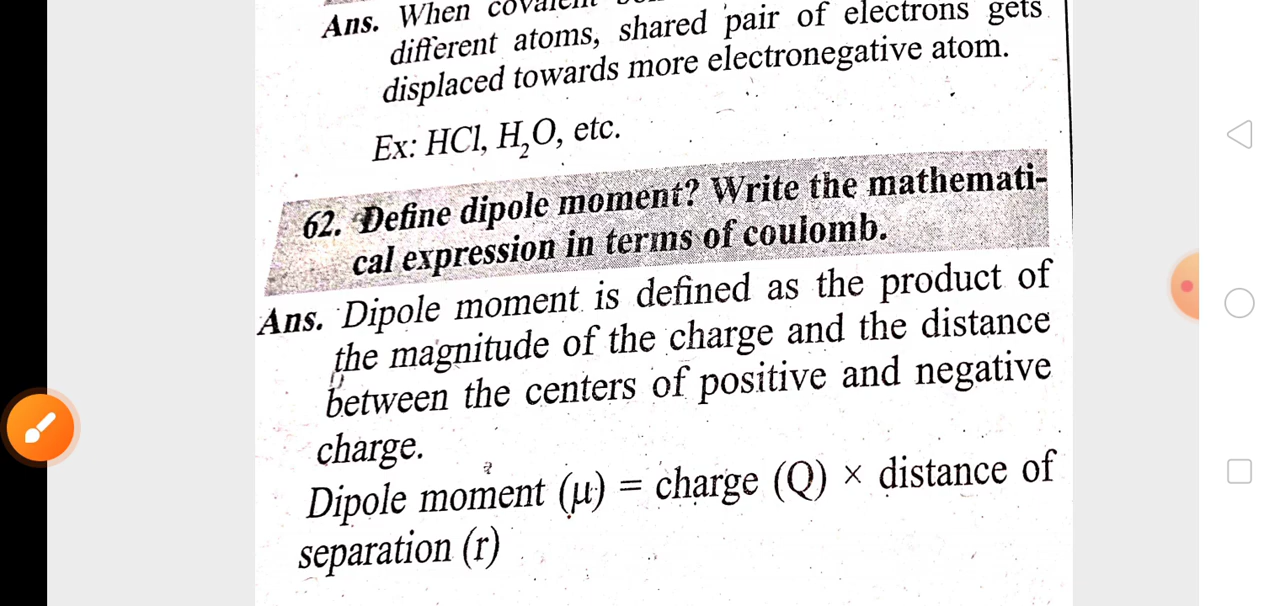 Ans. When covalent
different atoms, shared pair of electrons gets
displaced towards more electronegative atom.
Ex: HCl, H₂O, etc.
62. Define dipole moment? Write the mathemati-
cal expression in terms of coulomb.
Ans. Dipole moment is defined as the product of
the magnitude of the charge and the distance
between the centers of positive and negative
charge.
Dipole moment (μ) = charge (Q) × distance of
separation (r)